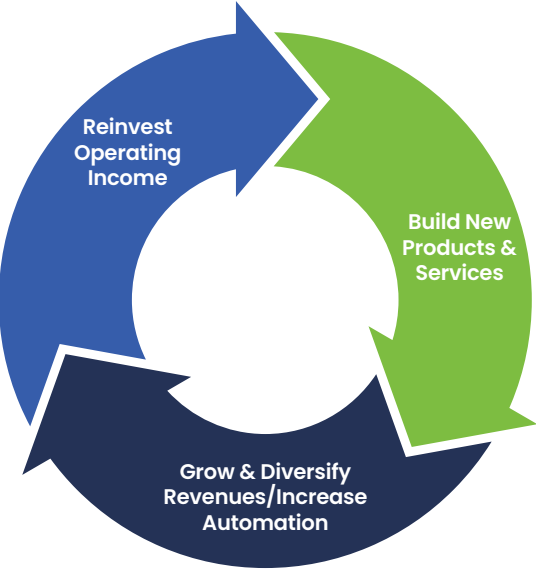 Reinvest
Operating
Income
Build New
Products &
Services
Grow & Diversify
Revenues/Increase
Automation